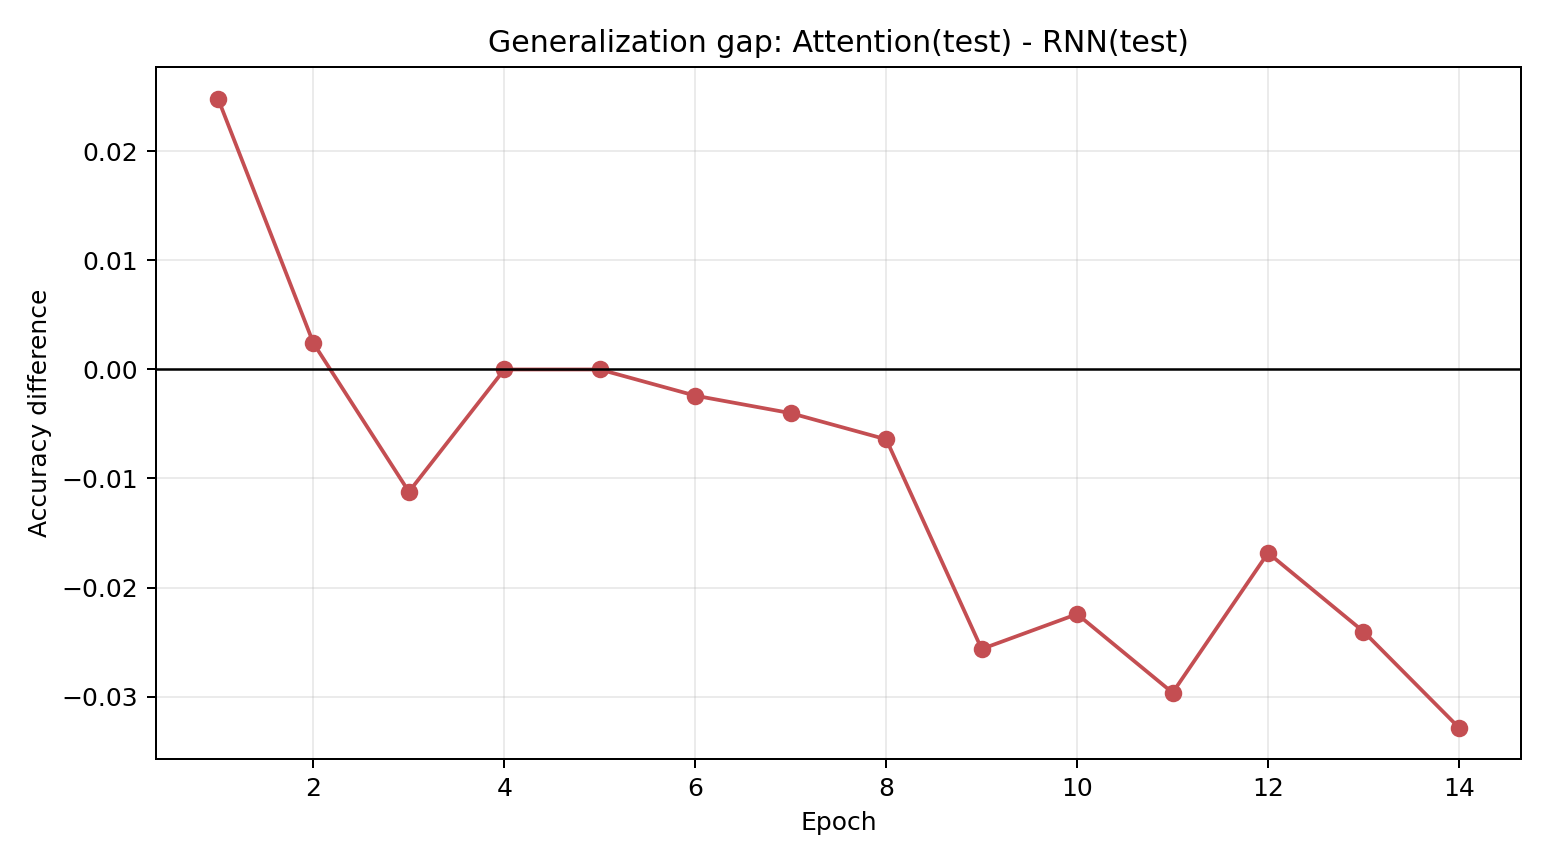 Generalization gap: Attention(test) - RNN(test)
Accuracy difference
0.02
0.01
0.00
−0.01
−0.02
−0.03
2 4 6 8 10 12 14
Epoch